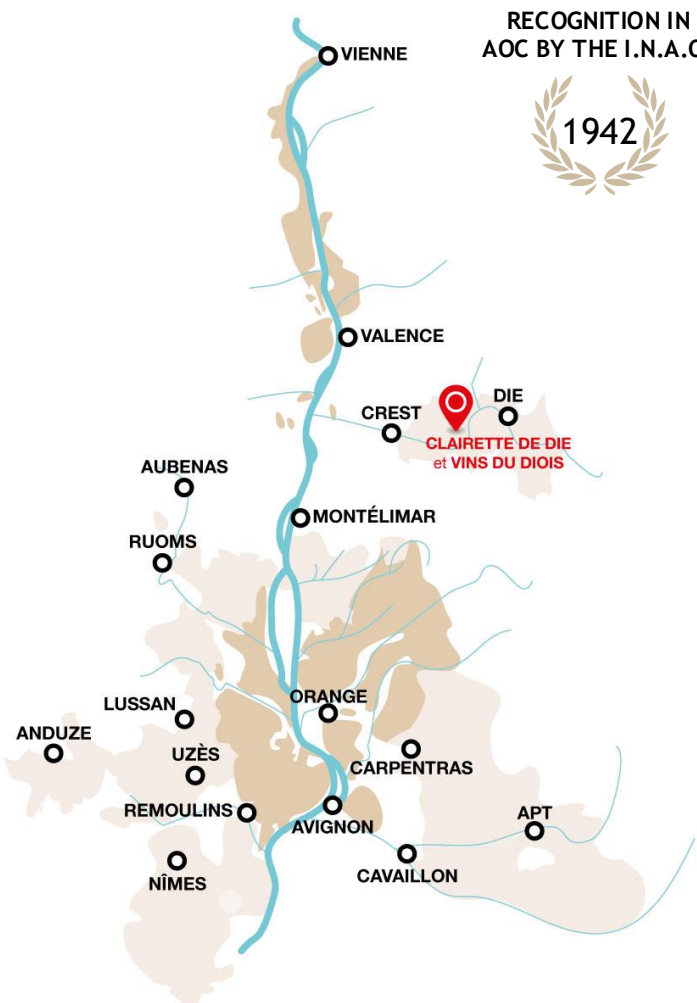 RECOGNITION IN
AOC BY THE I.N.A.O
1942
VIENNE
VALENCE
DIE
CREST
CLAIRETTE DE DIE
et VINS DU DIOIS
AUBENAS
MONTÉLIMAR
RUOMS
ORANGE
LUSSAN
ANDUZE
UZÈS
CARPENTRAS
REMOULINS
AVIGNON
APT
CAVAILLON
NÎMES